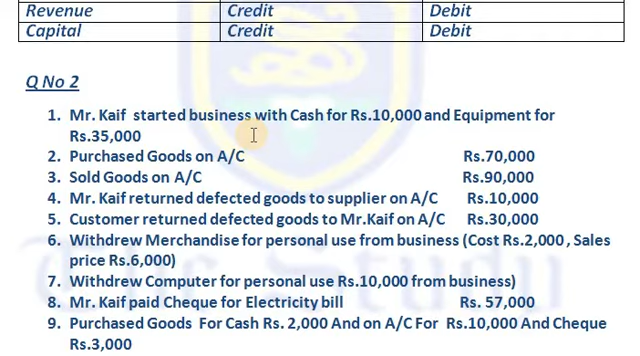 Revenue Credit Debit
Capital Credit Debit
Q No 2
1. Mr. Kaif started business with Cash for Rs.10,000 and Equipment for
Rs.35,000
2. Purchased Goods on A/C Rs.70,000
3. Sold Goods on A/C Rs.90,000
4. Mr. Kaif returned defected goods to supplier on A/C Rs.10,000
5. Customer returned defected goods to Mr.Kaif on A/C Rs.30,000
6. Withdrew Merchandise for personal use from business (Cost Rs.2,000 , Sales
price Rs.6,000)
7. Withdrew Computer for personal use Rs.10,000 from business)
8. Mr. Kaif paid Cheque for Electricity bill Rs. 57,000
9. Purchased Goods For Cash Rs. 2,000 And on A/C For Rs.10,000 And Cheque
Rs.3,000
The Study